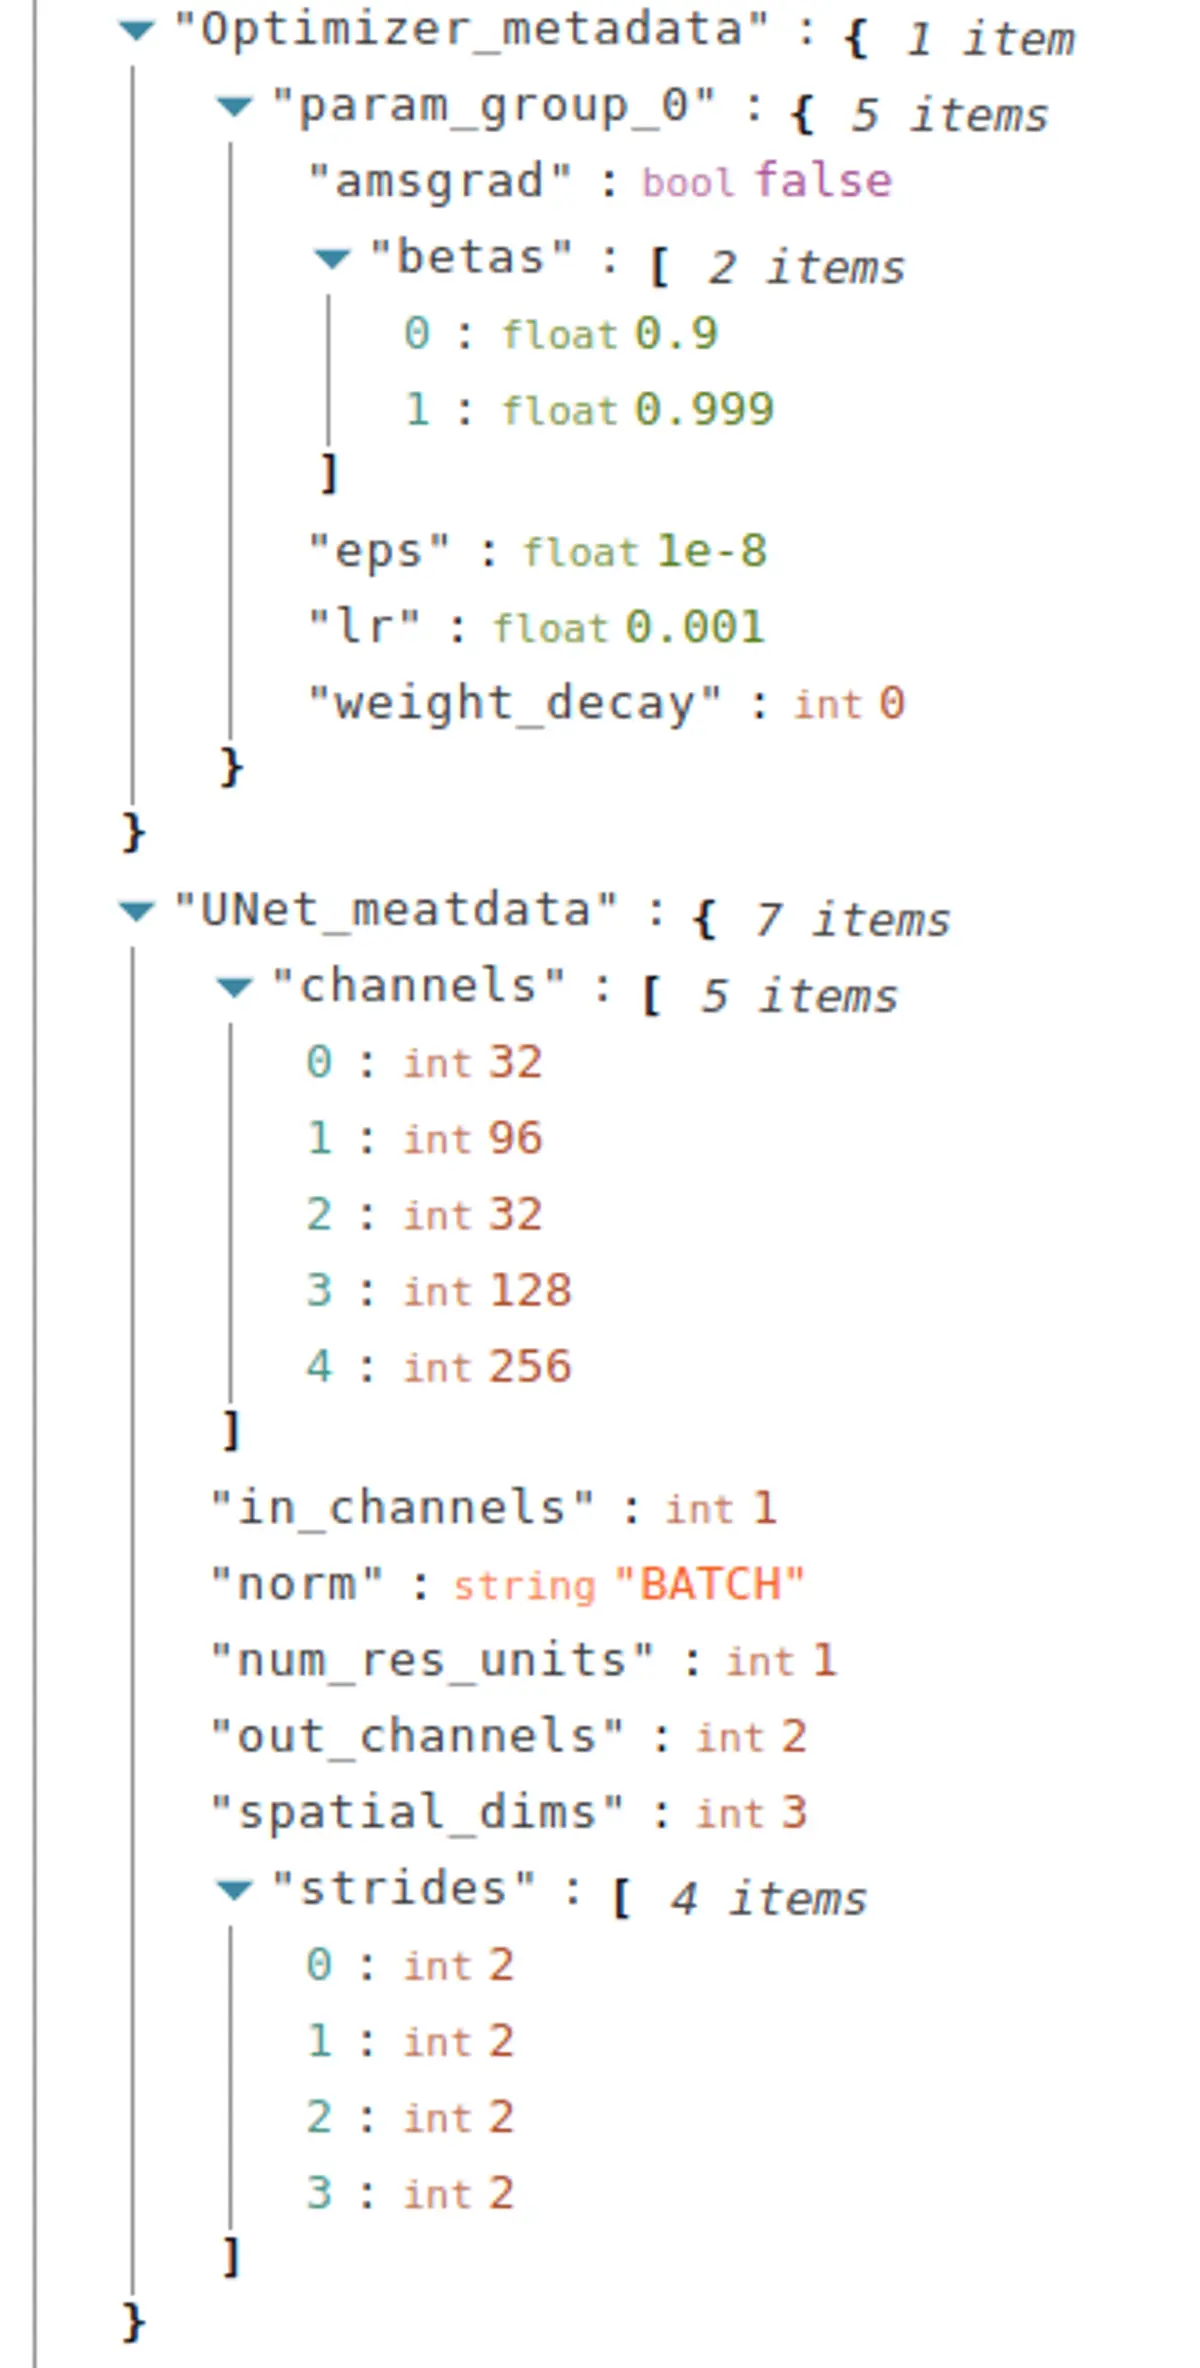 "Optimizer_metadata" : { 1 item
"param_group_0" : { 5 items
"amsgrad" : bool false
"betas" : [ 2 items
0 : float 0.9
1 : float 0.999
]
"eps" : float 1e-8
"lr" : float 0.001
"weight_decay" : int 0
}
}
"UNet_meatdata" : { 7 items
"channels" : [ 5 items
0 : int 32
1 : int 96
2 : int 32
3 : int 128
4 : int 256
]
"in_channels" : int 1
"norm" : string "BATCH"
"num_res_units" : int 1
"out_channels" : int 2
"spatial_dims" : int 3
"strides" : [ 4 items
0 : int 2
1 : int 2
2 : int 2
3 : int 2
]
}